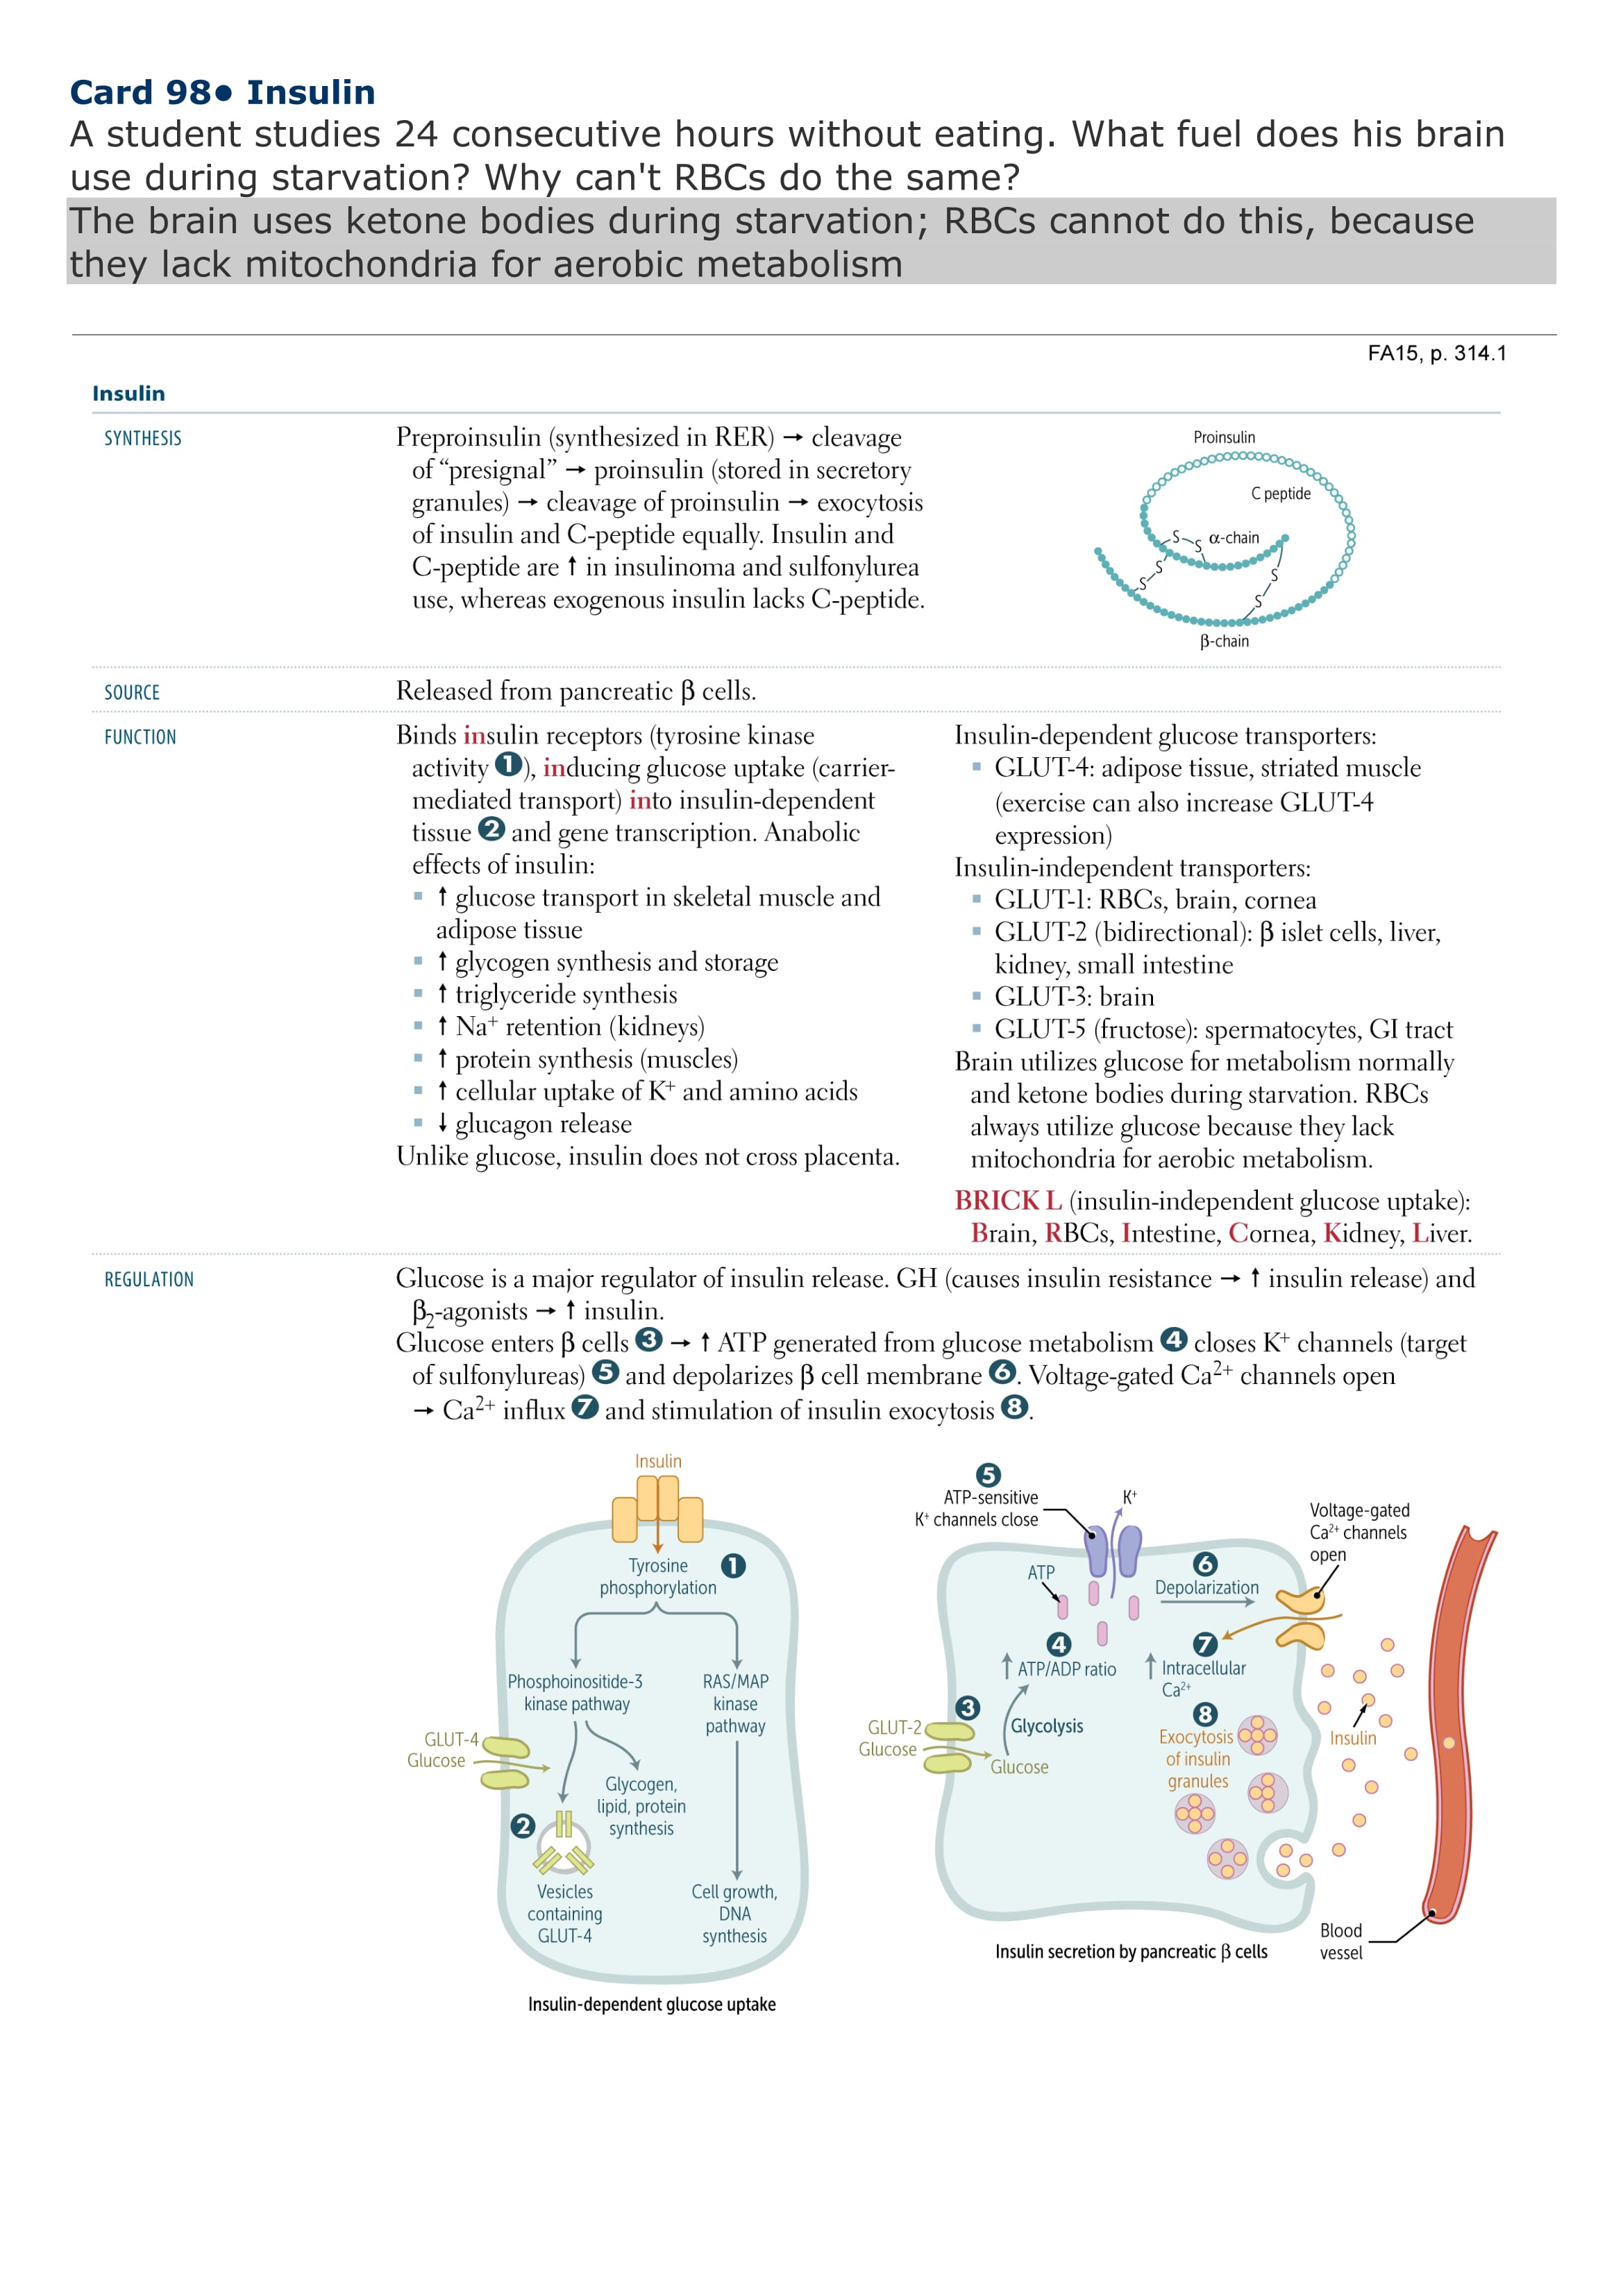 Card 98● Insulin
A student studies 24 consecutive hours without eating. What fuel does his brain
use during starvation? Why can't RBCs do the same?
The brain uses ketone bodies during starvation; RBCs cannot do this, because
they lack mitochondria for aerobic metabolism
FA15, p. 314.1
Insulin
SYNTHESIS
Preproinsulin (synthesized in RER) → cleavage
of “presignal” → proinsulin (stored in secretory
granules) → cleavage of proinsulin → exocytosis
of insulin and C-peptide equally. Insulin and
C-peptide are ↑ in insulinoma and sulfonylurea
use, whereas exogenous insulin lacks C-peptide.
Proinsulin
C peptide
S
S
α-chain
S
S
S
S
β-chain
SOURCE
Released from pancreatic β cells.
FUNCTION
Binds insulin receptors (tyrosine kinase
activity 1), inducing glucose uptake (carrier-
mediated transport) into insulin-dependent
tissue 2 and gene transcription. Anabolic
effects of insulin:
▪ ↑ glucose transport in skeletal muscle and
adipose tissue
▪ ↑ glycogen synthesis and storage
▪ ↑ triglyceride synthesis
▪ ↑ Na⁺ retention (kidneys)
▪ ↑ protein synthesis (muscles)
▪ ↑ cellular uptake of K⁺ and amino acids
▪ ↓ glucagon release
Unlike glucose, insulin does not cross placenta.
Insulin-dependent glucose transporters:
▪ GLUT-4: adipose tissue, striated muscle
(exercise can also increase GLUT-4
expression)
Insulin-independent transporters:
▪ GLUT-1: RBCs, brain, cornea
▪ GLUT-2 (bidirectional): β islet cells, liver,
kidney, small intestine
▪ GLUT-3: brain
▪ GLUT-5 (fructose): spermatocytes, GI tract
Brain utilizes glucose for metabolism normally
and ketone bodies during starvation. RBCs
always utilize glucose because they lack
mitochondria for aerobic metabolism.
BRICK L (insulin-independent glucose uptake):
Brain, RBCs, Intestine, Cornea, Kidney, Liver.
REGULATION
Glucose is a major regulator of insulin release. GH (causes insulin resistance → ↑ insulin release) and
β₂-agonists → ↑ insulin.
Glucose enters β cells 3 → ↑ ATP generated from glucose metabolism 4 closes K⁺ channels (target
of sulfonylureas) 5 and depolarizes β cell membrane 6. Voltage-gated Ca²⁺ channels open
→ Ca²⁺ influx 7 and stimulation of insulin exocytosis 8.
Insulin
Tyrosine
phosphorylation
1
Phosphoinositide-3
kinase pathway
RAS/MAP
kinase
pathway
GLUT-4
Glucose
Glycogen,
lipid, protein
synthesis
2
Vesicles
containing
GLUT-4
Cell growth,
DNA
synthesis
Insulin-dependent glucose uptake
5
ATP-sensitive
K⁺ channels close
K⁺
Voltage-gated
Ca²⁺ channels
open
ATP
6
Depolarization
4
↑ ATP/ADP ratio
7
↑ Intracellular
Ca²⁺
3
GLUT-2
Glucose
Glycolysis
Glucose
8
Exocytosis
of insulin
granules
Insulin
Blood
vessel
Insulin secretion by pancreatic β cells